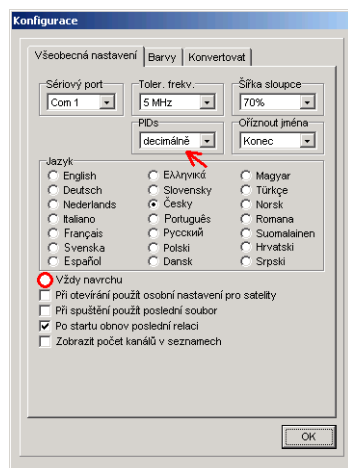 Konfigurace
Všeobecná nastavení Barvy Konvertovat
Sériový port Toler. frekv. Šířka sloupce
Com 1 5 MHz 70%
PIDs Oříznout jména
decimálně Konec
Jazyk
English Ελληνικά Magyar
Deutsch Slovensky Türkçe
Nederlands Česky Norsk
Italiano Português Romana
Français Русский Suomalainen
Svenska Polski Hrvatski
Español Dansk Srpski
Vždy navrchu
Při otevírání použít osobní nastavení pro satelity
Při spuštění použít poslední soubor
Po startu obnov poslední relaci
Zobrazit počet kanálů v seznamech
OK